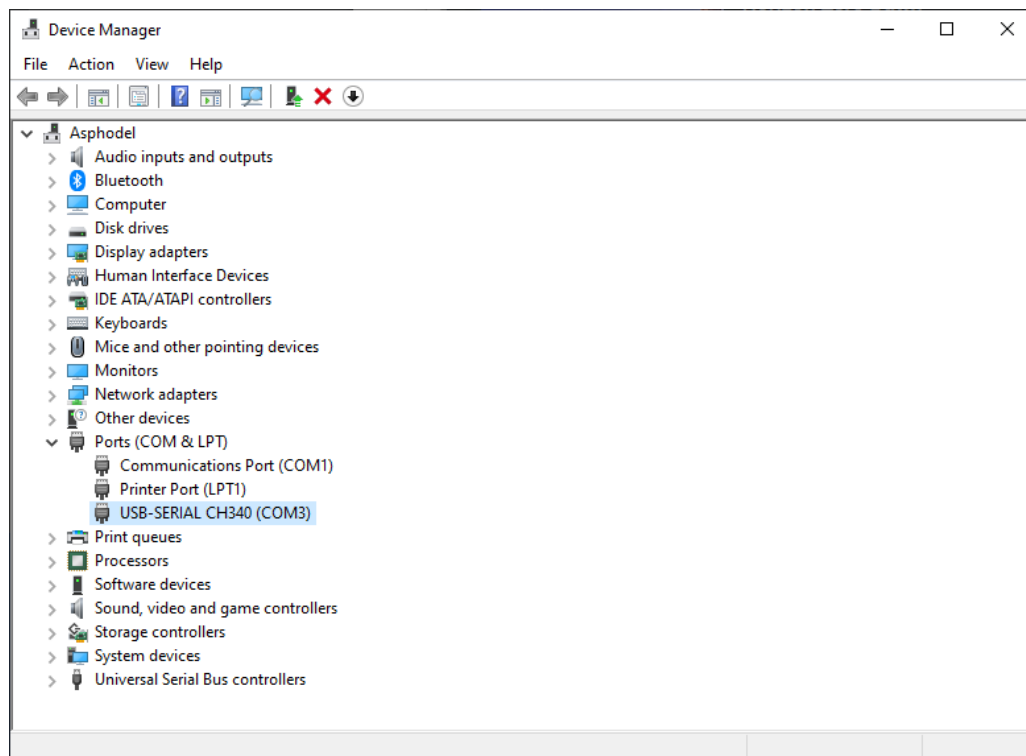 Device Manager
File Action View Help
Asphodel
Audio inputs and outputs
Bluetooth
Computer
Disk drives
Display adapters
Human Interface Devices
IDE ATA/ATAPI controllers
Keyboards
Mice and other pointing devices
Monitors
Network adapters
Other devices
Ports (COM & LPT)
Communications Port (COM1)
Printer Port (LPT1)
USB-SERIAL CH340 (COM3)
Print queues
Processors
Software devices
Sound, video and game controllers
Storage controllers
System devices
Universal Serial Bus controllers